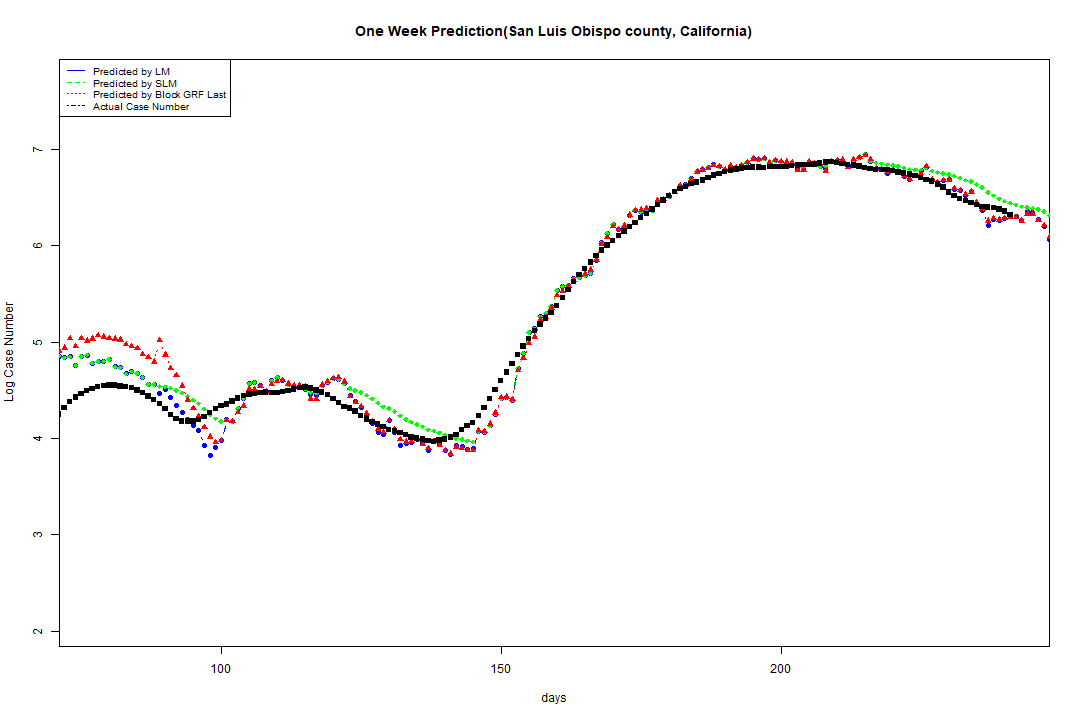 One Week Prediction(San Luis Obispo county, California)
Predicted by LM
Predicted by SLM
Predicted by Block GRF Last
Actual Case Number
7
6
5
4
3
2
Log Case Number
100
150
200
days